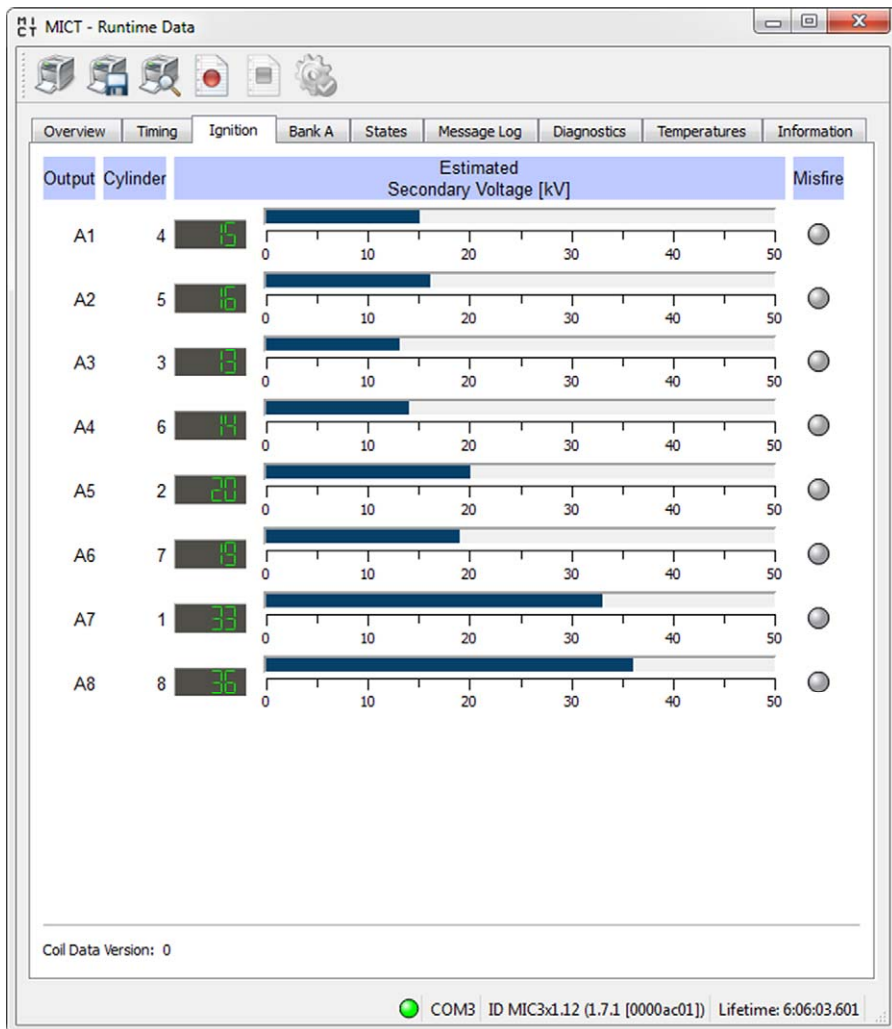 MICT - Runtime Data
Overview Timing Ignition Bank A States Message Log Diagnostics Temperatures Information
Output Cylinder Estimated Secondary Voltage [kV] Misfire
A1 4 15
0 10 20 30 40 50
A2 5 16
0 10 20 30 40 50
A3 3 13
0 10 20 30 40 50
A4 6 14
0 10 20 30 40 50
A5 2 20
0 10 20 30 40 50
A6 7 19
0 10 20 30 40 50
A7 1 33
0 10 20 30 40 50
A8 8 36
0 10 20 30 40 50
Coil Data Version: 0
COM3 ID MIC3x1.12 (1.7.1 [0000ac01]) Lifetime: 6:06:03.601